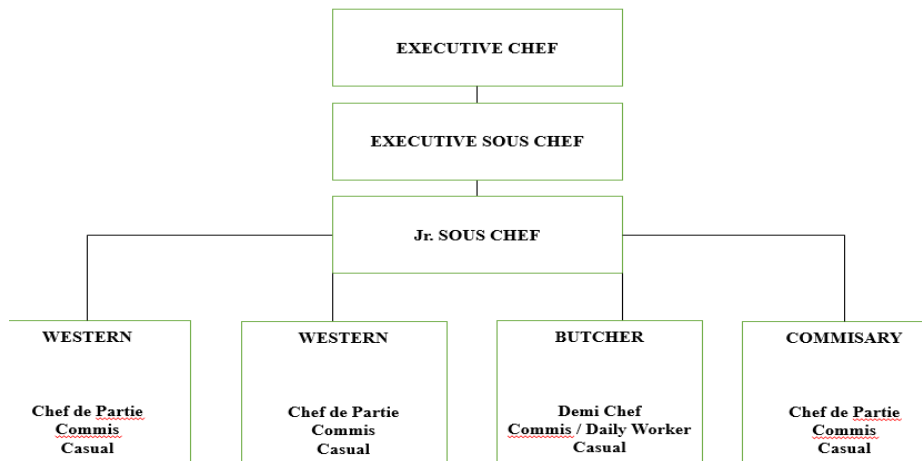 EXECUTIVE CHEF
EXECUTIVE SOUS CHEF
Jr. SOUS CHEF
WESTERN
Chef de Partie
Commis
Casual
WESTERN
Chef de Partie
Commis
Casual
BUTCHER
Demi Chef
Commis / Daily Worker
Casual
COMMISARY
Chef de Partie
Commis
Casual